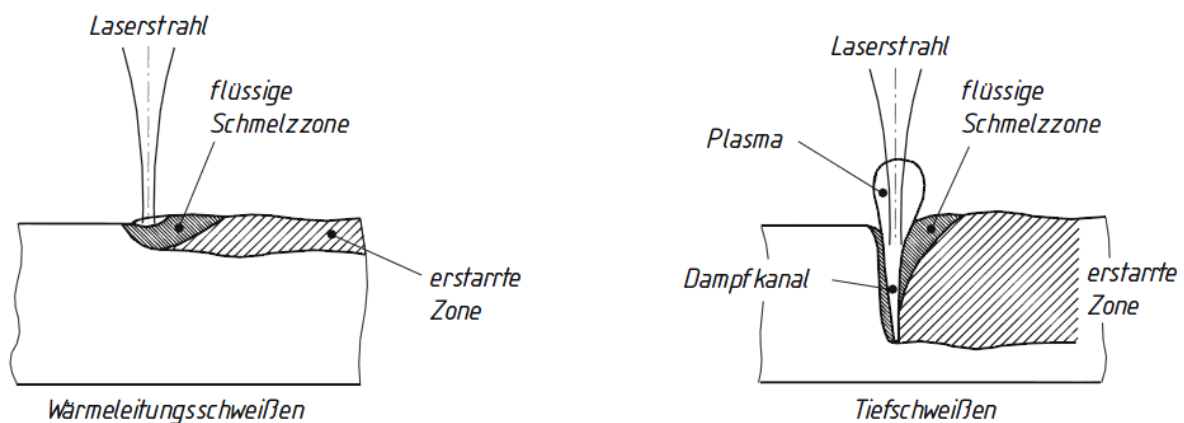 Laserstrahl
flüssige
Schmelzzone
erstarrte
Zone
Wärmeleitungsschweißen
Laserstrahl
flüssige
Schmelzzone
Plasma
Dampfkanal
erstarrte
Zone
Tiefschweißen